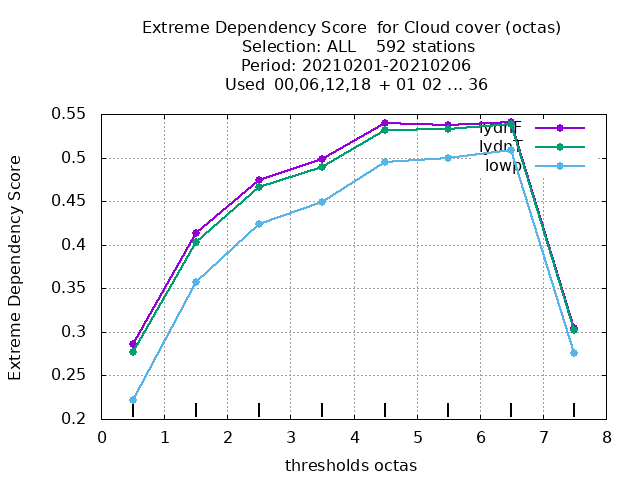 Extreme Dependency Score for Cloud cover (octas)
Selection: ALL 592 stations
Period: 20210201-20210206
Used 00,06,12,18 + 01 02 ... 36
Extreme Dependency Score
0.55
0.5
0.45
0.4
0.35
0.3
0.25
0.2
0 1 2 3 4 5 6 7 8
thresholds octas
lowp